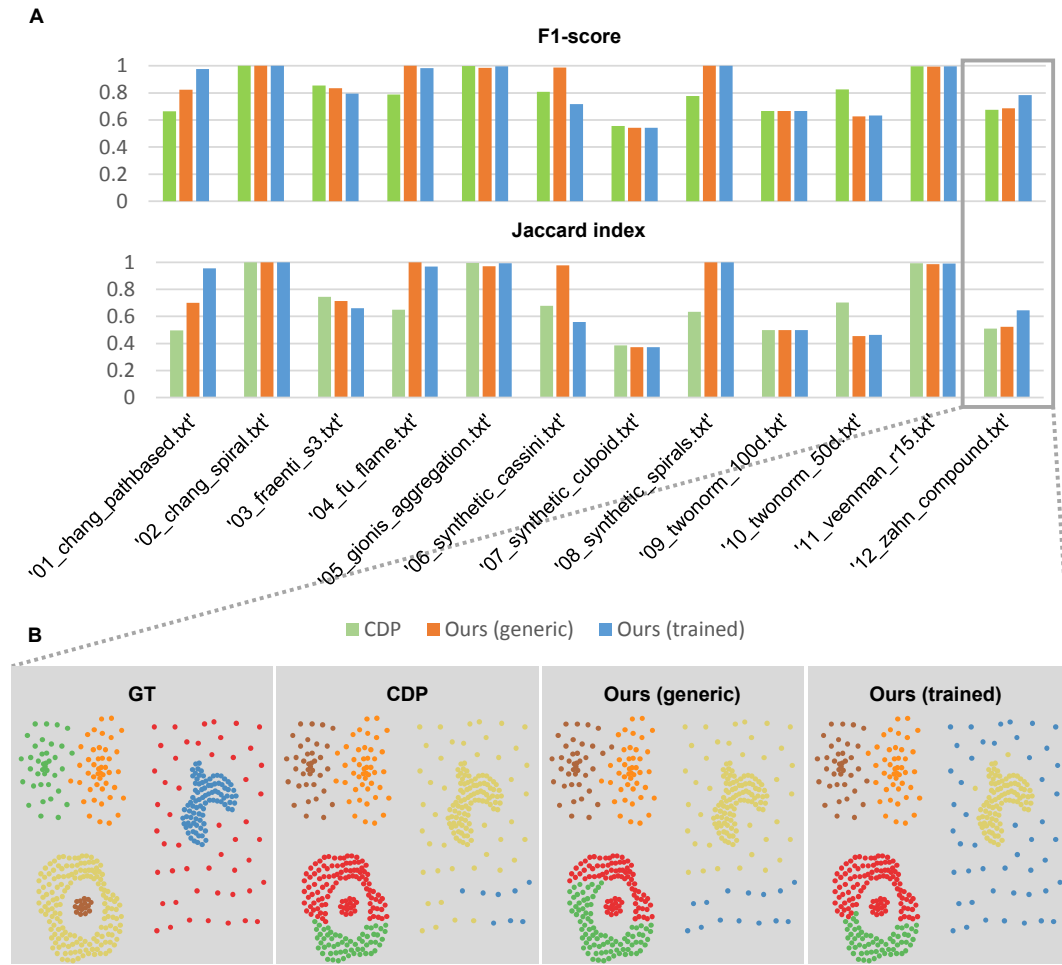 A
F1-score
1
0.8
0.6
0.4
0.2
0
Jaccard index
1
0.8
0.6
0.4
0.2
0
'01_chang_pathbased.txt'
'02_chang_spiral.txt'
'03_fraenti_s3.txt'
'04_fu_flame.txt'
'05_gionis_aggregation.txt'
'06_synthetic_cassini.txt'
'07_synthetic_cuboid.txt'
'08_synthetic_spirals.txt'
'09_twonorm_100d.txt'
'10_twonorm_50d.txt'
'11_veenman_r15.txt'
'12_zahn_compound.txt'
B
CDP Ours (generic) Ours (trained)
GT CDP Ours (generic) Ours (trained)